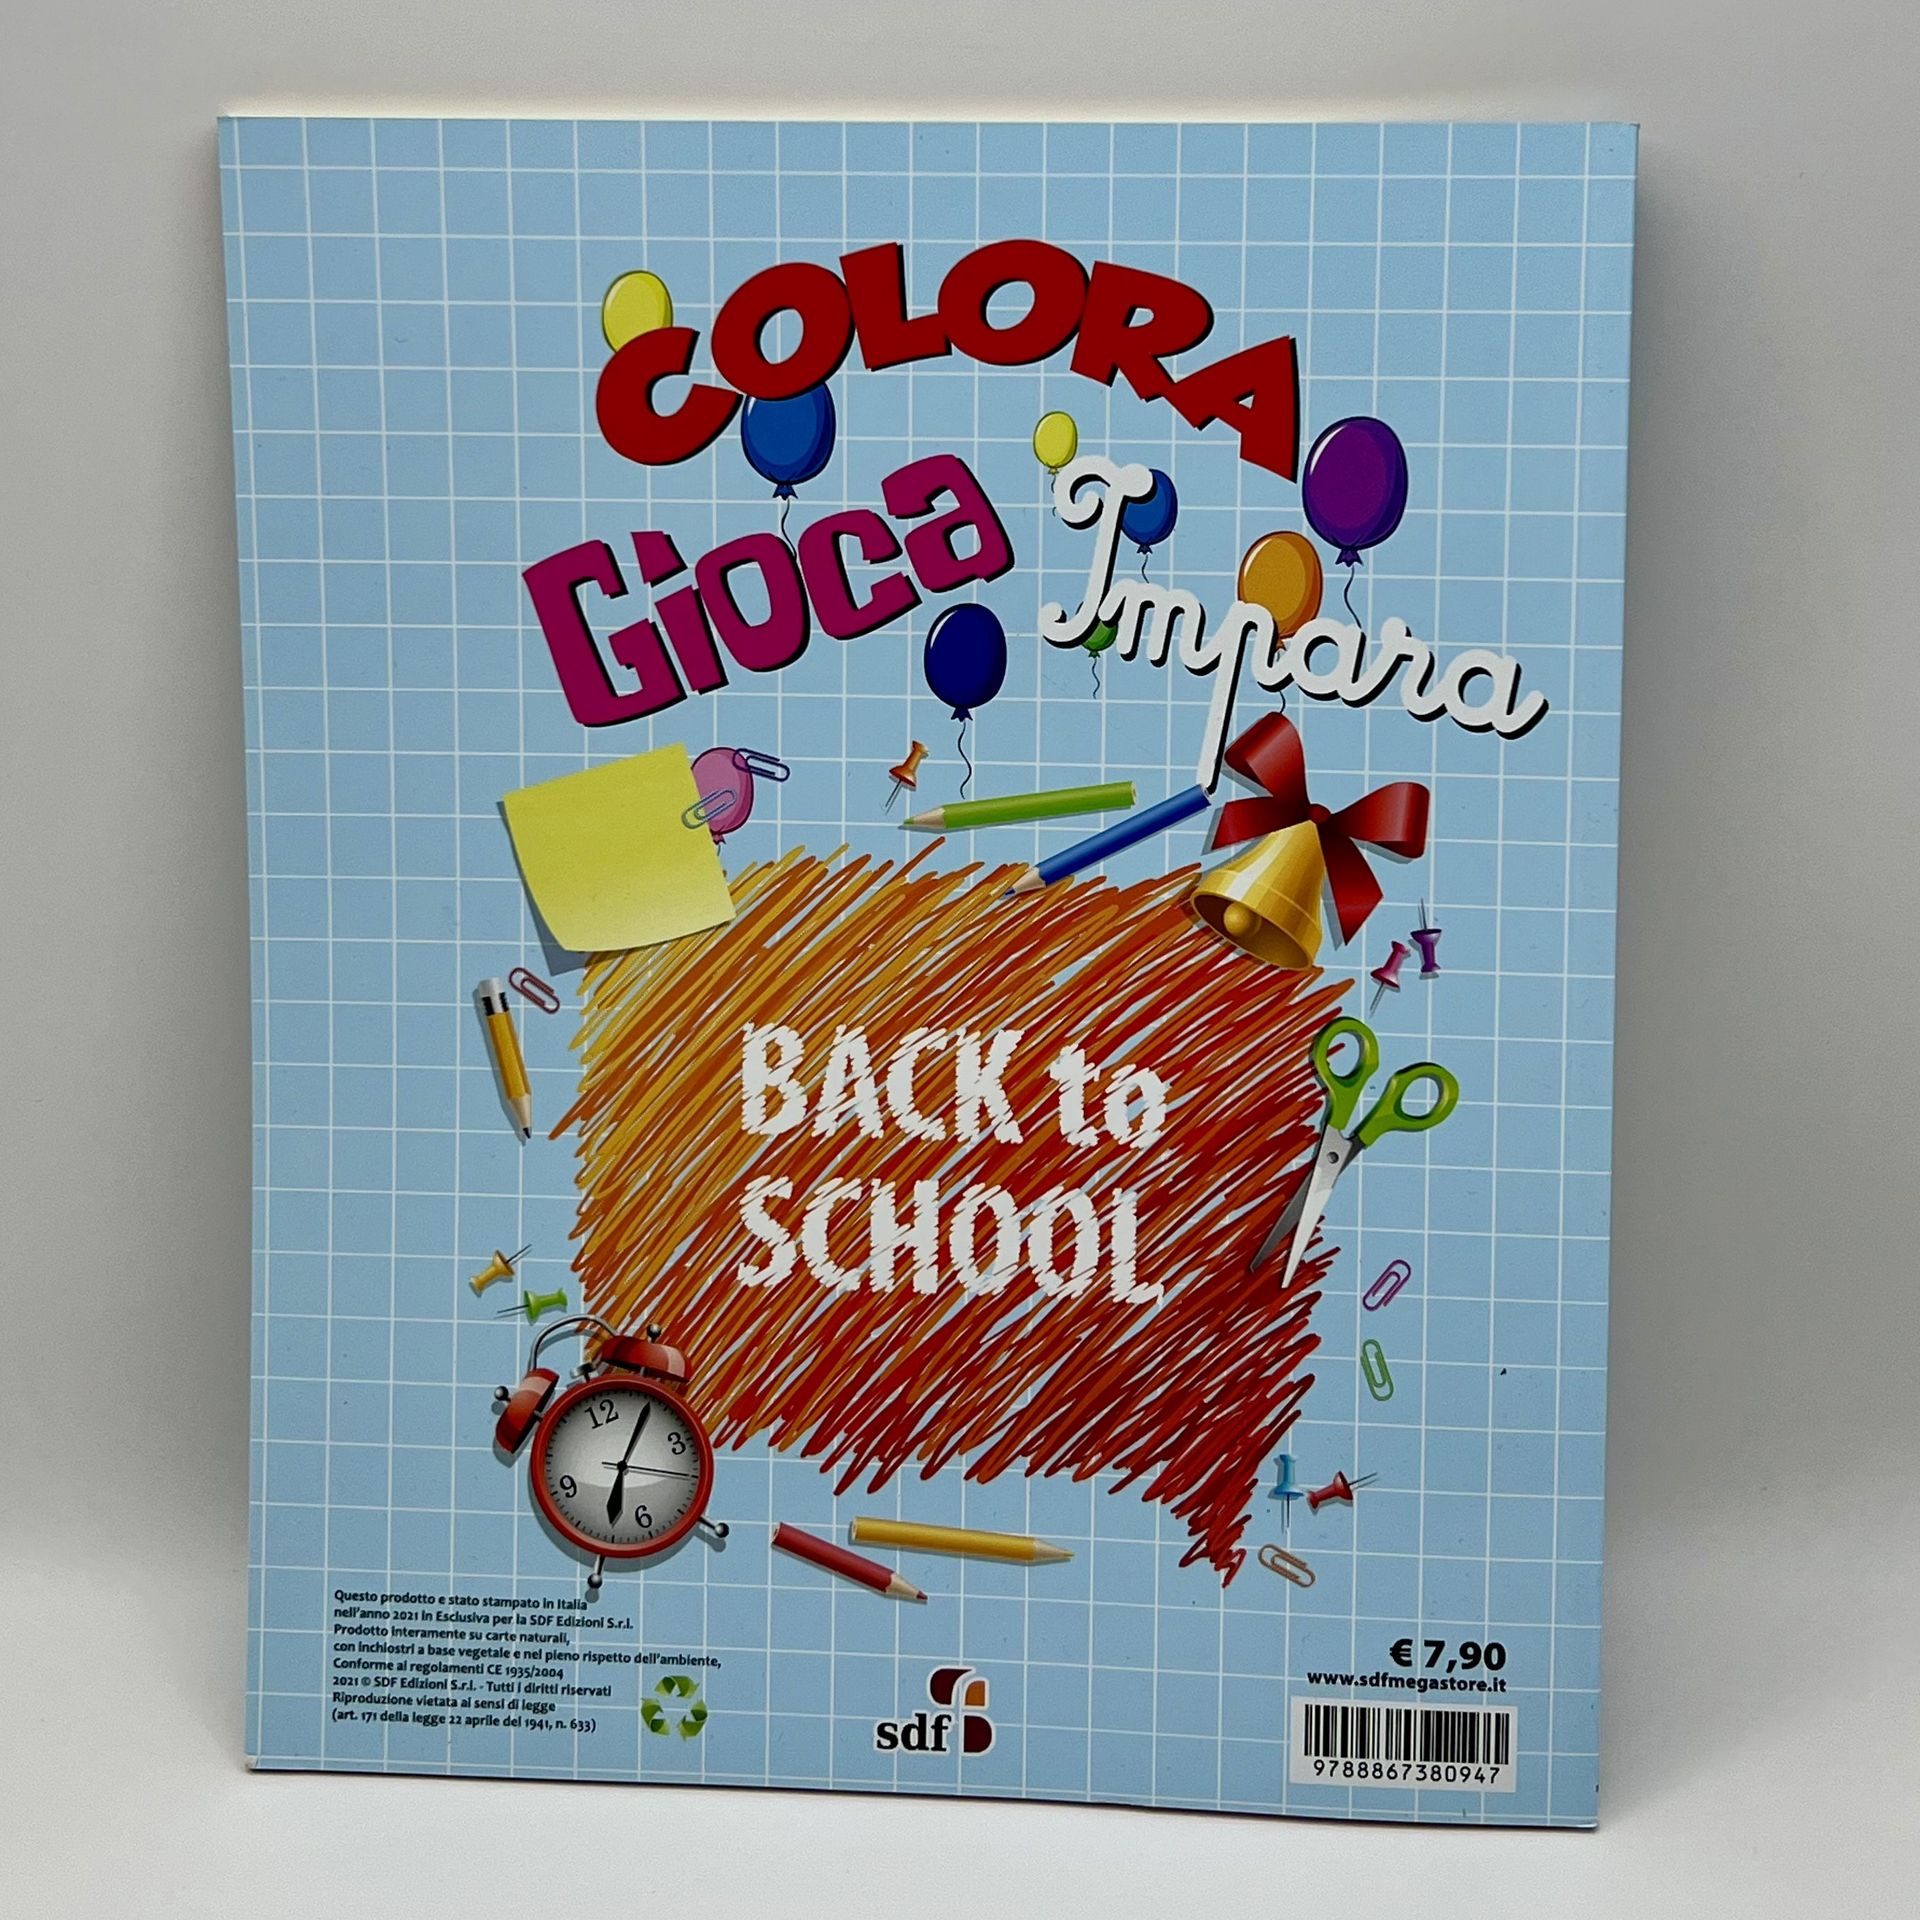 COLORA
Gioca Impara
BACK to
SCHOOL
12
3
9
6
Questo prodotto e stato stampato in Italia
nell'anno 2021 in Esclusiva per la SDF Edizioni S.r.l.
Prodotto interamente su carte naturali,
con inchiostri a base vegetale e nel pieno rispetto dell'ambiente,
Conforme ai regolamenti CE 1935/2004
2021 © SDF Edizioni S.r.l. - Tutti i diritti riservati
Riproduzione vietata ai sensi di legge
(art. 171 della legge 22 aprile del 1941, n. 633)
sdf
€ 7,90
www.sdfmegastore.it
9788867380947